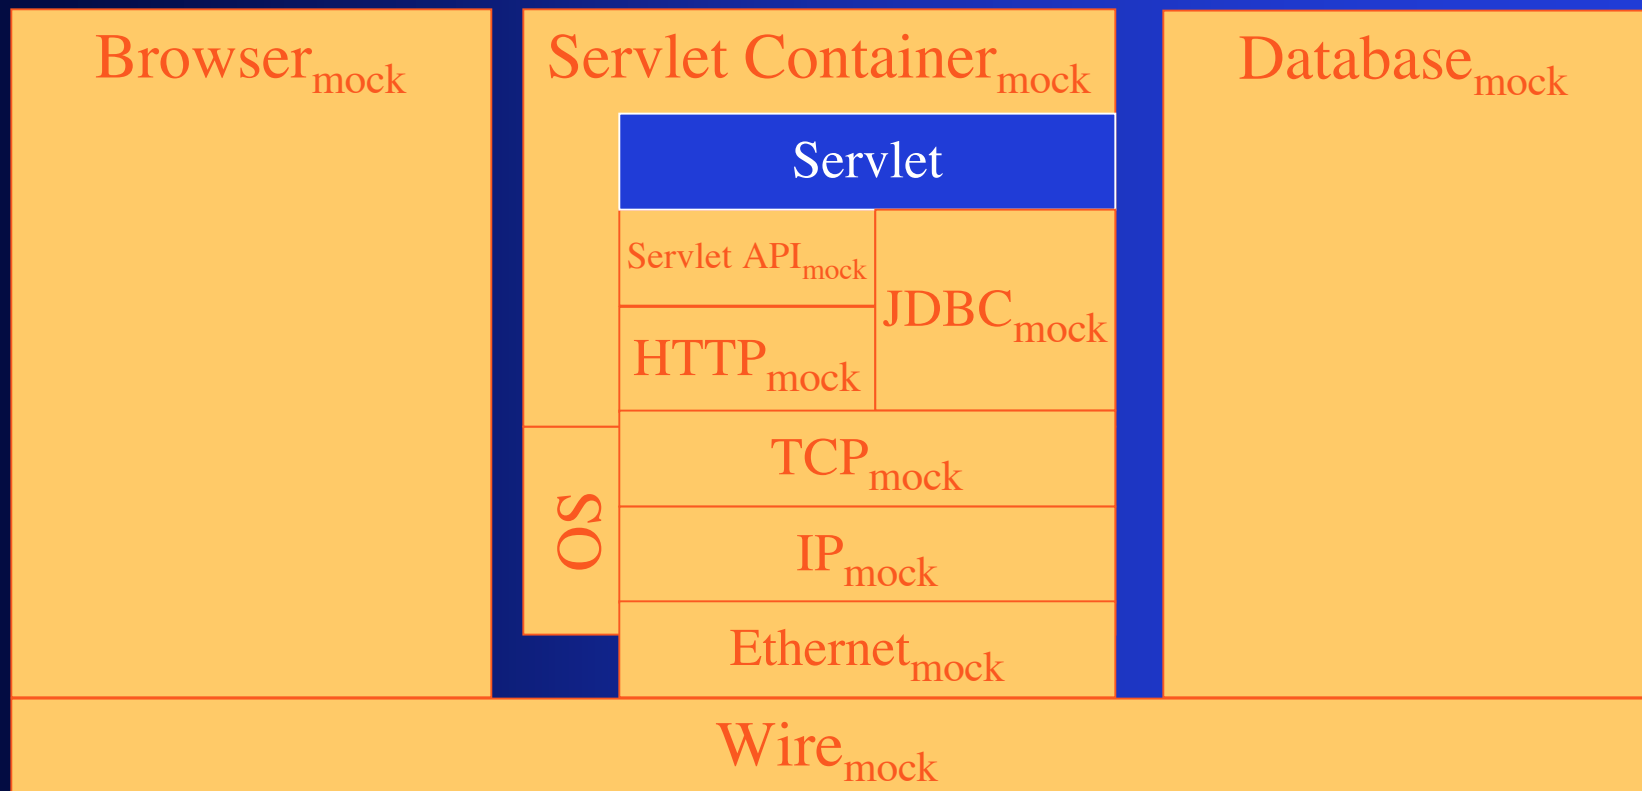 Browsermock
Servlet Containermock
Databasemock
Servlet
Servlet APImock
JDBCmock
HTTPmock
TCPmock
OS
IPmock
Ethernetmock
Wiremock